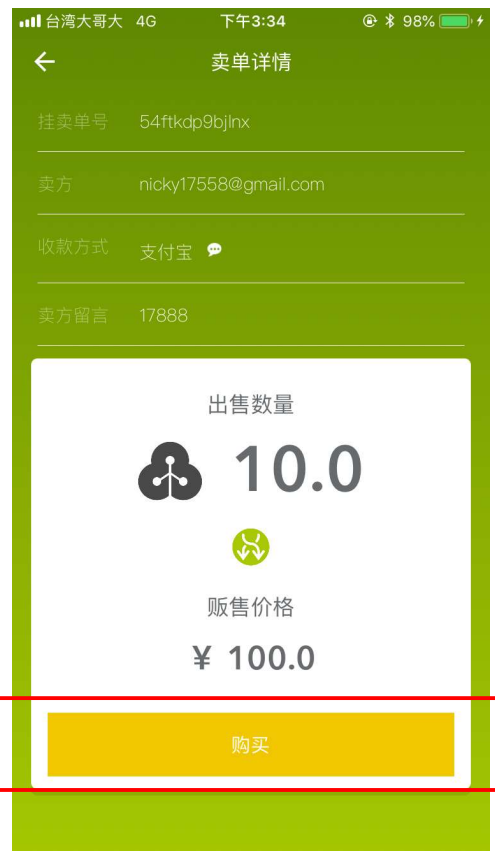 台湾大哥大 4G 下午3:34 98%
卖单详情
挂卖单号 54ftkdp9bjlnx
卖方 nicky17558@gmail.com
收款方式 支付宝
卖方留言 17888
出售数量
10.0
贩售价格
¥ 100.0
购买